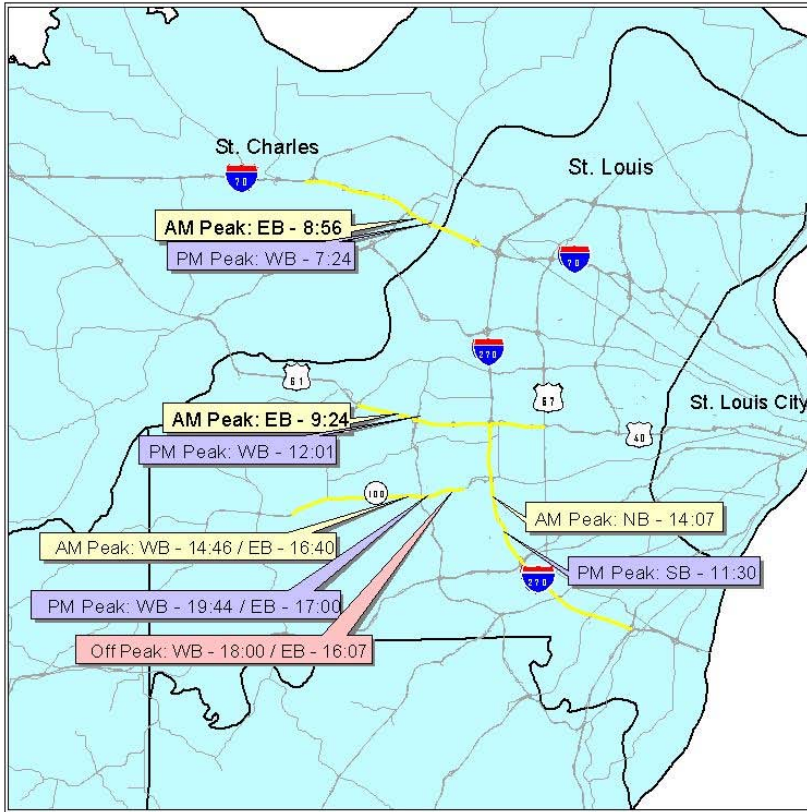 St. Charles
St. Louis
70
AM Peak: EB - 8:56
PM Peak: WB - 7:24
70
270
61
67
AM Peak: EB - 9:24
St. Louis City
40
PM Peak: WB - 12:01
100
AM Peak: NB - 14:07
AM Peak: WB - 14:46 / EB - 16:40
PM Peak: SB - 11:30
270
PM Peak: WB - 19:44 / EB - 17:00
Off Peak: WB - 18:00 / EB - 16:07